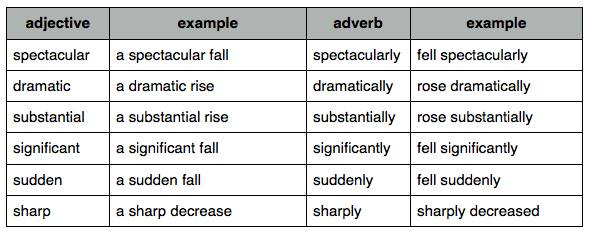 adjective example adverb example
spectacular a spectacular fall spectacularly fell spectacularly
dramatic a dramatic rise dramatically rose dramatically
substantial a substantial rise substantially rose substantially
significant a significant fall significantly fell significantly
sudden a sudden fall suddenly fell suddenly
sharp a sharp decrease sharply sharply decreased